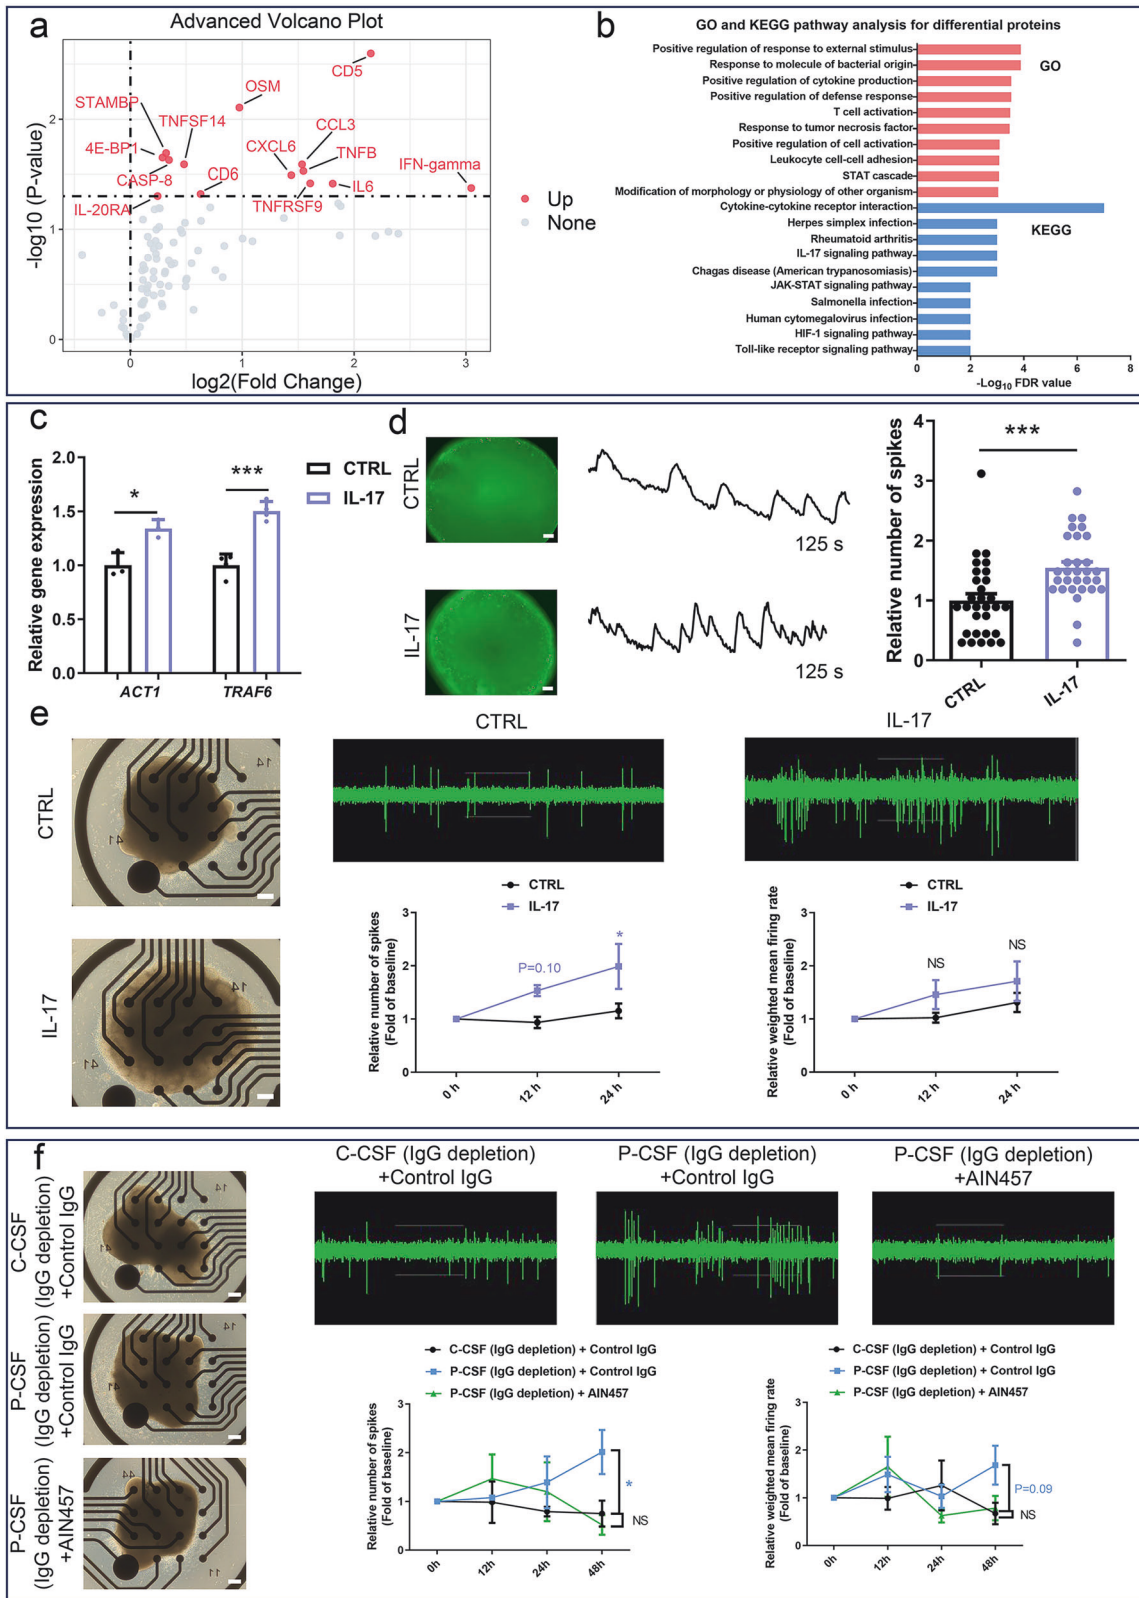 a
Advanced Volcano Plot
CD5
OSM
STAMBP
TNFSF14
CCL3
4E-BP1
CXCL6
TNFB
IFN-gamma
CASP-8
CD6
IL6
IL-20RA
TNFRSF9
-log10 (P-value)
2
1
0
0
1
2
3
log2(Fold Change)
Up
None
b
GO and KEGG pathway analysis for differential proteins
Positive regulation of response to external stimulus
Response to molecule of bacterial origin
Positive regulation of cytokine production
Positive regulation of defense response
T cell activation
Response to tumor necrosis factor
Positive regulation of cell activation
Leukocyte cell-cell adhesion
STAT cascade
Modification of morphology or physiology of other organism
Cytokine-cytokine receptor interaction
Herpes simplex infection
Rheumatoid arthritis
IL-17 signaling pathway
Chagas disease (American trypanosomiasis)
JAK-STAT signaling pathway
Salmonella infection
Human cytomegalovirus infection
HIF-1 signaling pathway
Toll-like receptor signaling pathway
GO
KEGG
0 2 4 6 8
-Log10 FDR value
c
Relative gene expression
2.0
1.5
1.0
0.5
0.0
*
***
ACT1
TRAF6
CTRL
IL-17
d
CTRL
125 s
IL-17
125 s
Relative number of spikes
4
3
2
1
0
***
CTRL
IL-17
e
CTRL
14
41
IL-17
14
41
CTRL
IL-17
CTRL
IL-17
Relative number of spikes
(Fold of baseline)
3
2
1
0
P=0.10
*
0 h
12 h
24 h
CTRL
IL-17
Relative weighted mean firing rate
(Fold of baseline)
3
2
1
0
NS
NS
0 h
12 h
24 h
f
C-CSF
(IgG depletion)
+Control IgG
14
41
P-CSF
(IgG depletion)
+Control IgG
14
41
P-CSF
(IgG depletion)
+AIN457
44
11
C-CSF (IgG depletion)
+Control IgG
P-CSF (IgG depletion)
+Control IgG
P-CSF (IgG depletion)
+AIN457
C-CSF (IgG depletion) + Control IgG
P-CSF (IgG depletion) + Control IgG
P-CSF (IgG depletion) + AIN457
Relative number of spikes
(Fold of baseline)
3
2
1
0
*
NS
0h
12h
24h
48h
C-CSF (IgG depletion) + Control IgG
P-CSF (IgG depletion) + Control IgG
P-CSF (IgG depletion) + AIN457
Relative weighted mean firing rate
(Fold of baseline)
3
2
1
0
P=0.09
NS
0h
12h
24h
48h